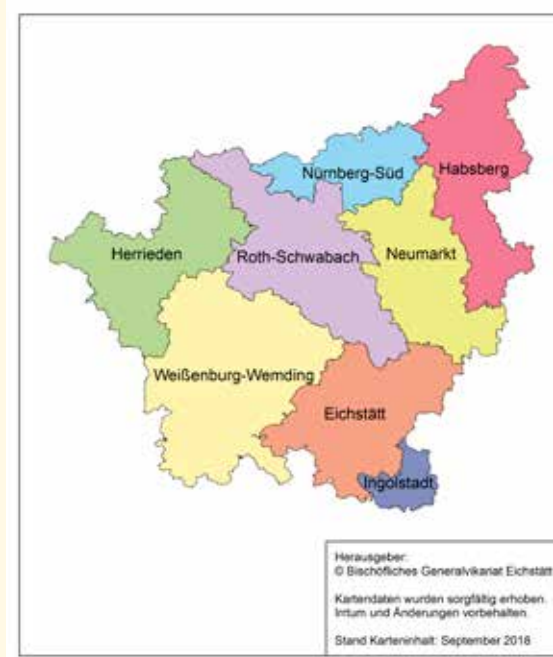 Nürnberg-Süd
Habsberg
Herrieden
Roth-Schwabach
Neumarkt
Weißenburg-Wemding
Eichstätt
Ingolstadt
Herausgeber:
© Bischöfliches Generalvikariat Eichstätt
Kartendaten wurden sorgfältig erhoben.
Irrtum und Änderungen vorbehalten.
Stand Karteninhalt: September 2018